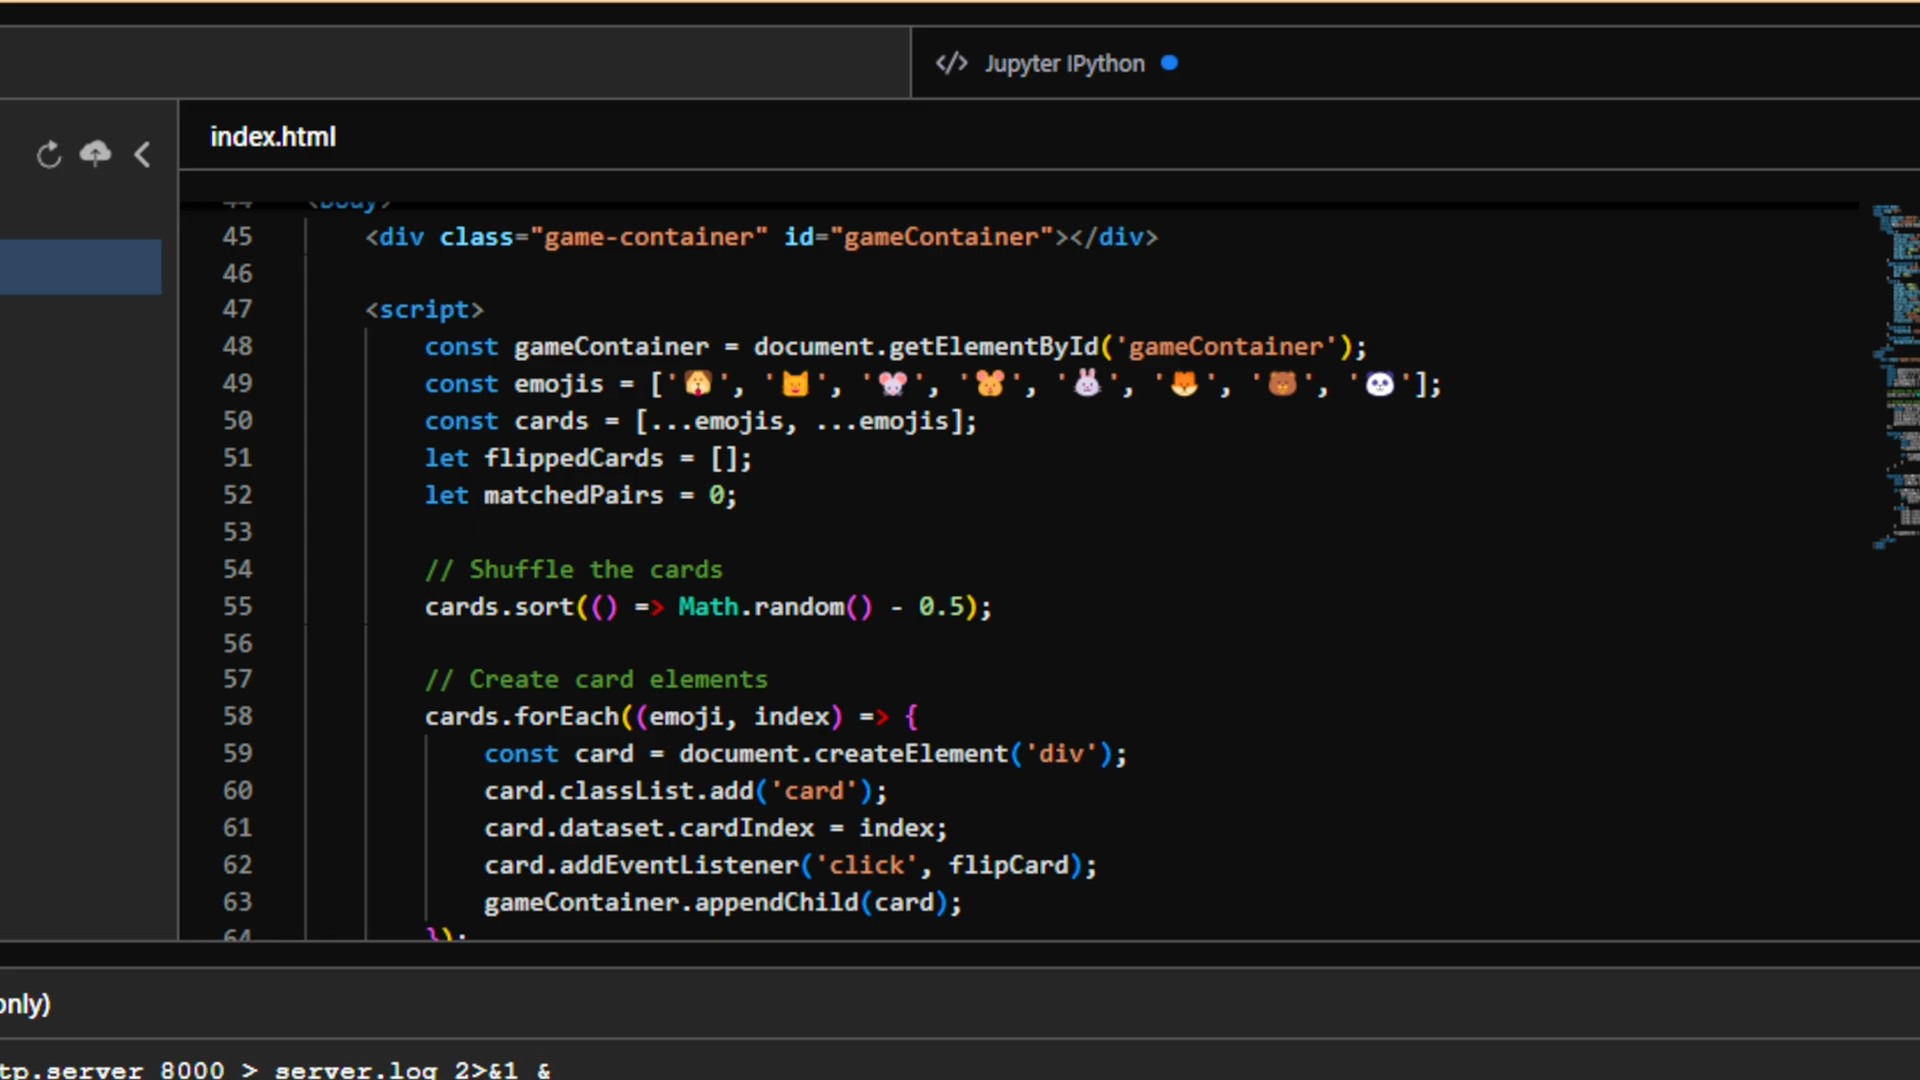 </> Jupyter IPython
index.html
44 <body>
45 <div class="game-container" id="gameContainer"></div>
46
47 <script>
48 const gameContainer = document.getElementById('gameContainer');
49 const emojis = ['🐶', '🐱', '🐭', '🐹', '🐰', '🦊', '🐻', '🐼'];
50 const cards = [...emojis, ...emojis];
51 let flippedCards = [];
52 let matchedPairs = 0;
53
54 // Shuffle the cards
55 cards.sort(() => Math.random() - 0.5);
56
57 // Create card elements
58 cards.forEach((emoji, index) => {
59 const card = document.createElement('div');
60 card.classList.add('card');
61 card.dataset.cardIndex = index;
62 card.addEventListener('click', flipCard);
63 gameContainer.appendChild(card);
64 });
only)
tp.server 8000 > server.log 2>&1 &